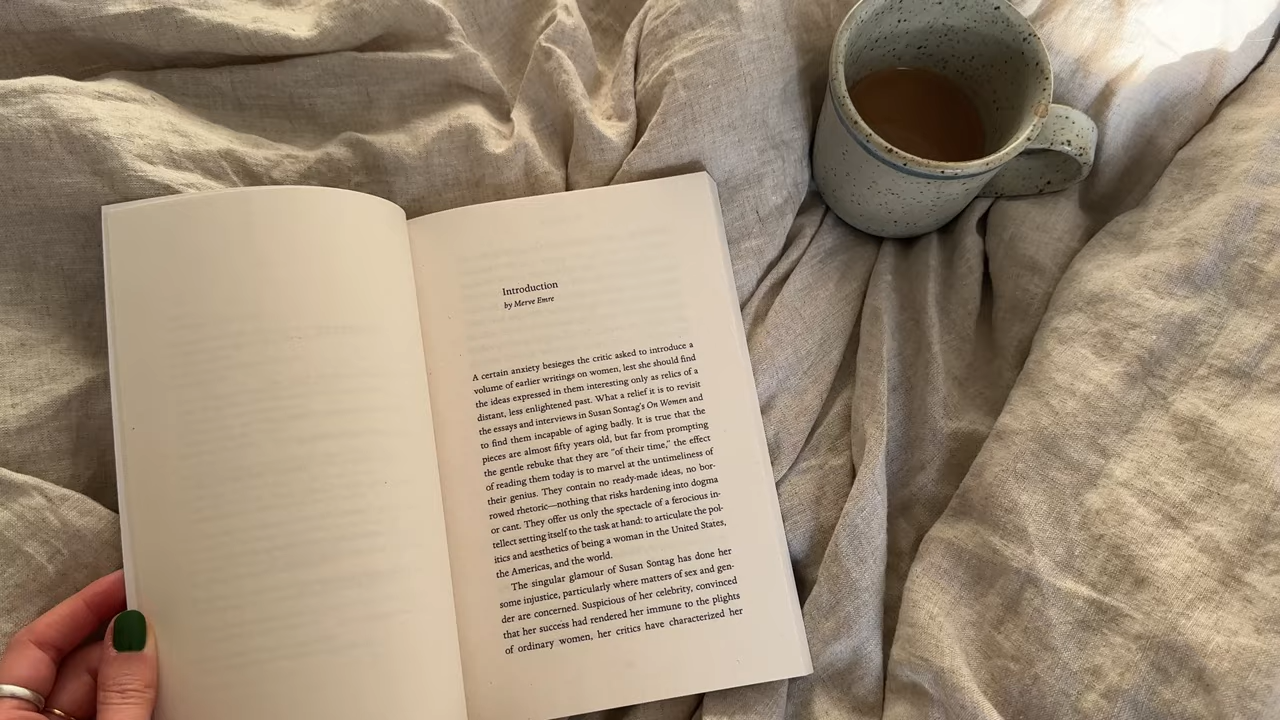 Introduction
by Merve Emre
A certain anxiety besieges the critic asked to introduce a
volume of earlier writings on women, lest she should find
the ideas expressed in them interesting only as relics of a
distant, less enlightened past. What a relief it is to revisit
the essays and interviews in Susan Sontag's On Women and
to find them incapable of aging badly. It is true that the
pieces are almost fifty years old, but far from prompting
the gentle rebuke that they are “of their time,” the effect
of reading them today is to marvel at the untimeliness of
their genius. They contain no ready-made ideas, no bor-
rowed rhetoric—nothing that risks hardening into dogma
or cant. They offer us only the spectacle of a ferocious in-
tellect setting itself to the task at hand: to articulate the pol-
itics and aesthetics of being a woman in the United States,
the Americas, and the world.
The singular glamour of Susan Sontag has done her
some injustice, particularly where matters of sex and gen-
der are concerned. Suspicious of her celebrity, convinced
that her success had rendered her immune to the plights
of ordinary women, her critics have characterized her